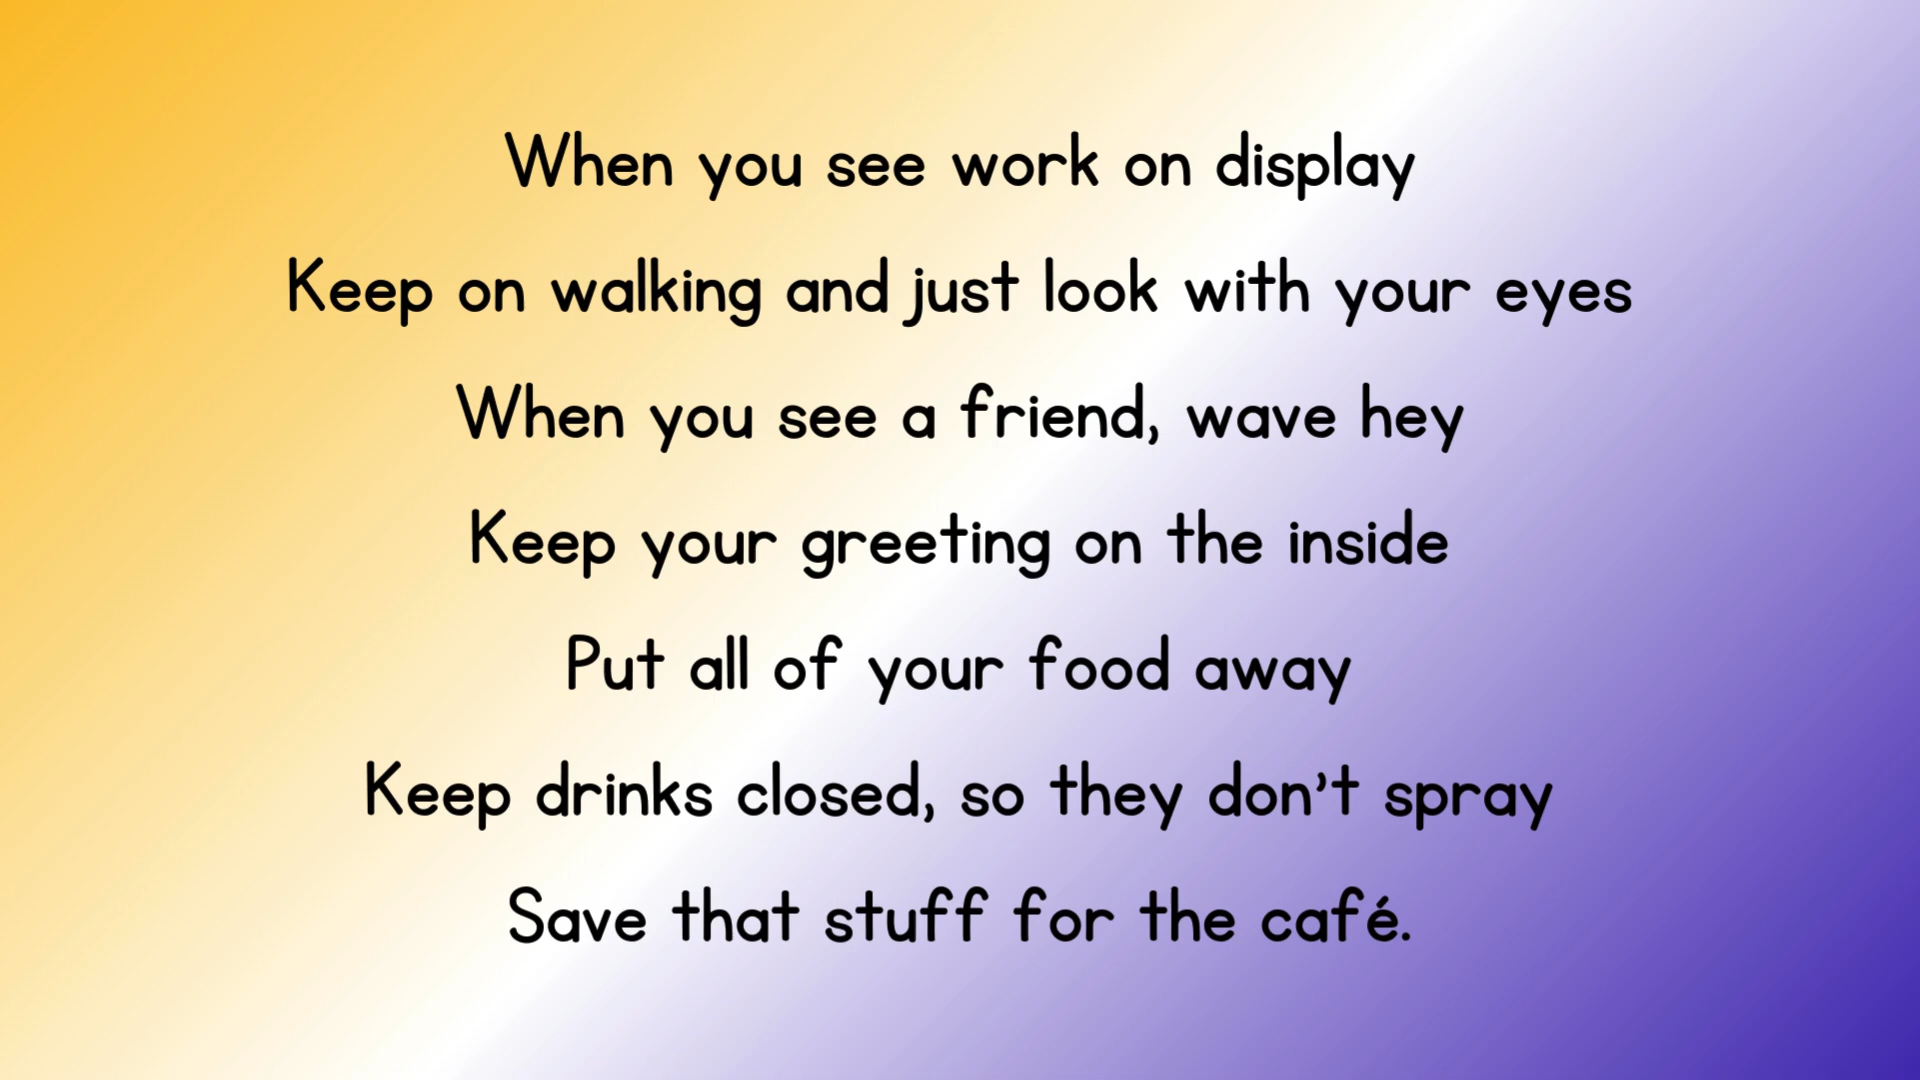 When you see work on display
Keep on walking and just look with your eyes
When you see a friend, wave hey
Keep your greeting on the inside
Put all of your food away
Keep drinks closed, so they don’t spray
Save that stuff for the café.